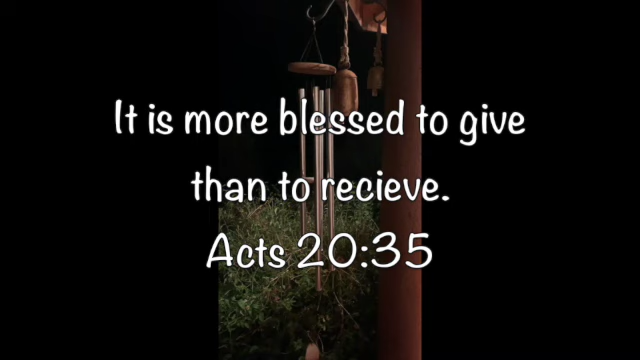 It is more blessed to give
than to recieve.
Acts 20:35